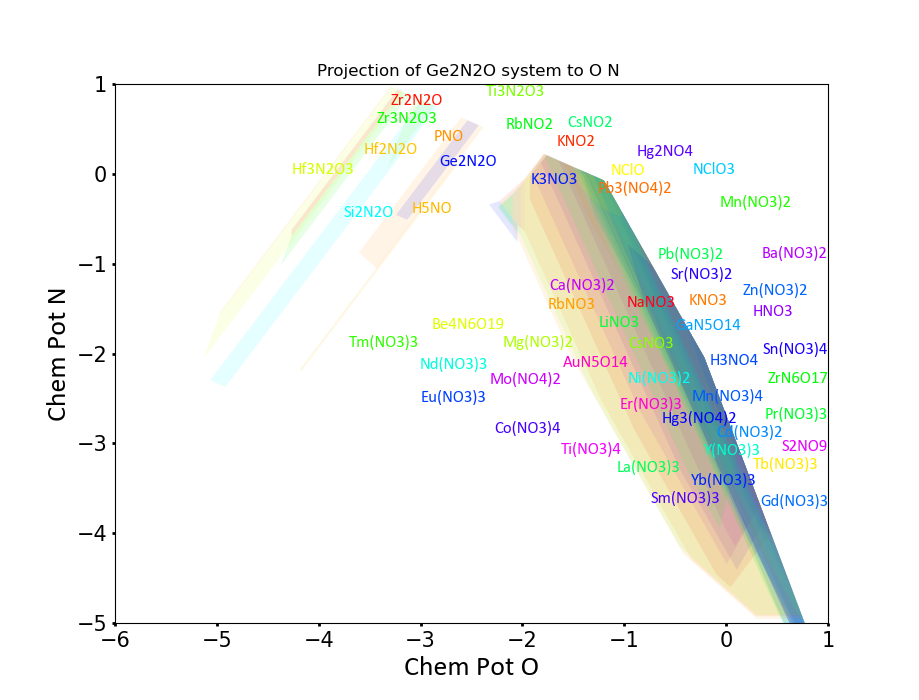 Projection of Ge2N2O system to O N
1
Ti3N2O3
Zr2N2O
Zr3N2O3
RbNO2
CsNO2
PNO
KNO2
Hf2N2O
Hg2NO4
Ge2N2O
Hf3N2O3
NClO
NClO3
0
K3NO3
Pb3(NO4)2
Mn(NO3)2
Si2N2O
H5NO
Pb(NO3)2
Ba(NO3)2
−1
Sr(NO3)2
Ca(NO3)2
Zn(NO3)2
RbNO3
NaNO3
KNO3
HNO3
Be4N6O19
LiNO3
BaN5O14
Tm(NO3)3
Mg(NO3)2
CsNO3
Sn(NO3)4
−2
Nd(NO3)3
AuN5O14
H3NO4
Mo(NO4)2
Ni(NO3)2
ZrN6O17
Eu(NO3)3
Er(NO3)3
Mn(NO3)4
Hg3(NO4)2
Pr(NO3)3
Co(NO3)4
Cd(NO3)2
−3
Ti(NO3)4
Y(NO3)3
S2NO9
La(NO3)3
Tb(NO3)3
Yb(NO3)3
Sm(NO3)3
Gd(NO3)3
−4
−5
−6 −5 −4 −3 −2 −1 0 1
Chem Pot O
Chem Pot N